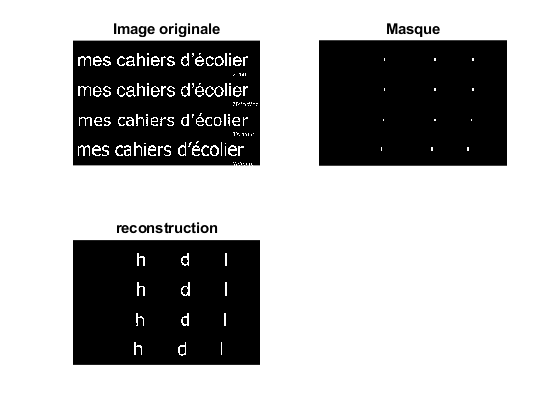 Image originale
mes cahiers d'écolier
mes cahiers d'écolier
mes cahiers d'écolier
mes cahiers d'écolier
Masque
reconstruction
h d l
h d l
h d l
h d l